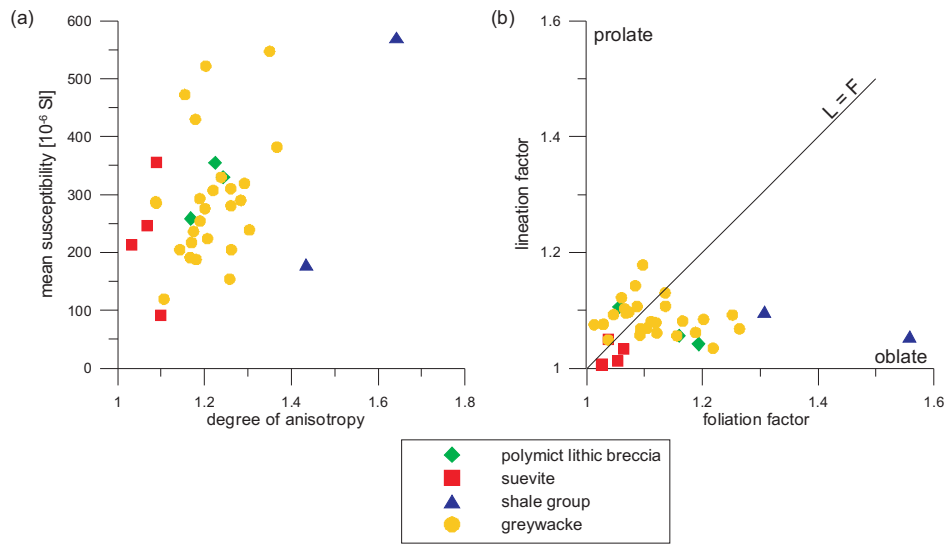 (a)
600
500
400
300
200
100
0
mean susceptibility [10⁻⁶ SI]
1 1.2 1.4 1.6 1.8
degree of anisotropy
(b)
1.6
1.4
1.2
1
lineation factor
prolate
L = F
oblate
1 1.2 1.4 1.6
foliation factor
polymict lithic breccia
suevite
shale group
greywacke